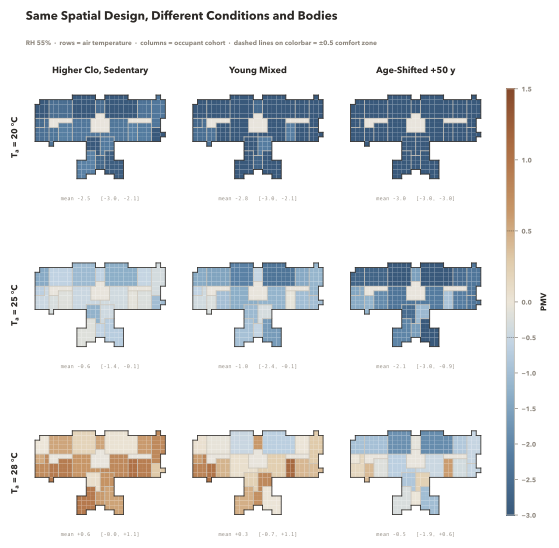 Same Spatial Design, Different Conditions and Bodies
RH 55% · rows = air temperature · columns = occupant cohort · dashed lines on colorbar = ±0.5 comfort zone
Higher Clo, Sedentary
Young Mixed
Age-Shifted +50 y
Tₐ = 20 °C
mean -2.5 [-3.0, -2.1]
mean -2.8 [-3.0, -2.1]
mean -3.0 [-3.0, -3.0]
Tₐ = 25 °C
mean -0.6 [-1.4, -0.1]
mean -1.0 [-2.4, -0.1]
mean -2.1 [-3.0, -0.9]
Tₐ = 28 °C
mean +0.6 [-0.0, +1.1]
mean +0.3 [-0.7, +1.1]
mean -0.5 [-1.9, +0.6]
1.5
1.0
0.5
0.0
-0.5
-1.0
-1.5
-2.0
-2.5
-3.0
PMV